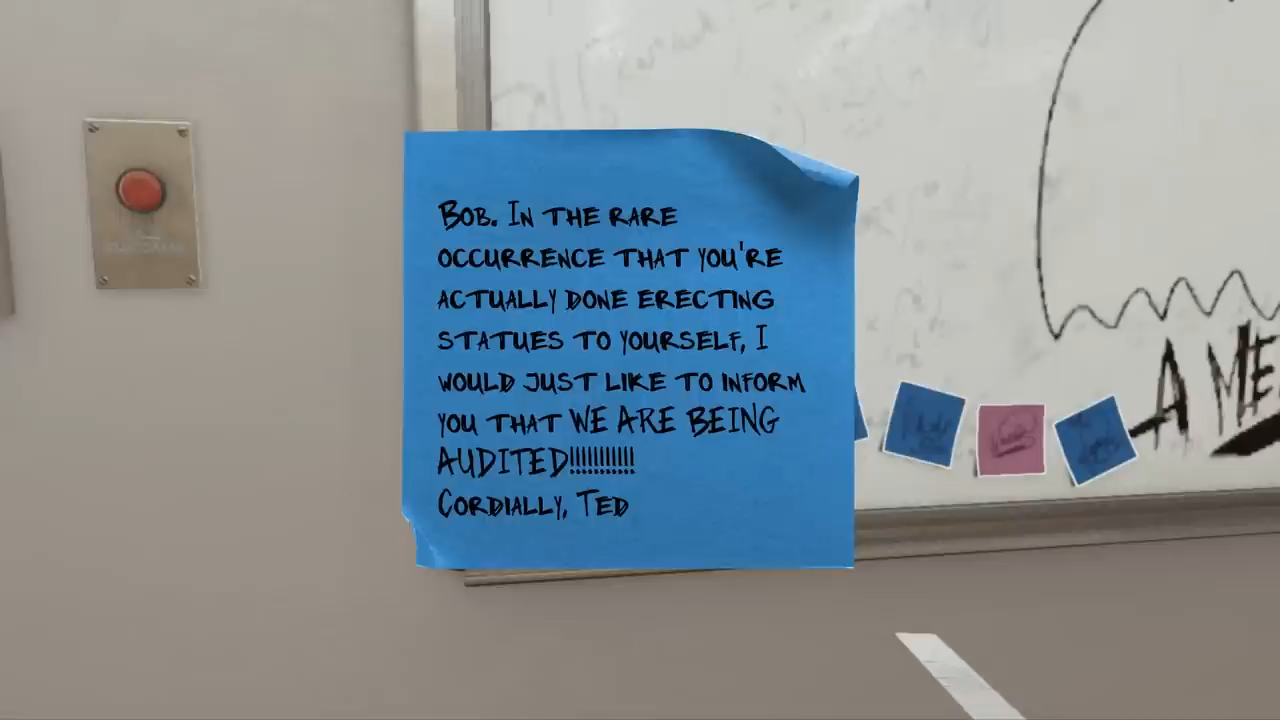 Bob. In the rare
occurrence that you're
actually done erecting
statues to yourself, I
would just like to inform
you that WE ARE BEING
AUDITED!!!!!!!!!!!
Cordially, Ted
A ME